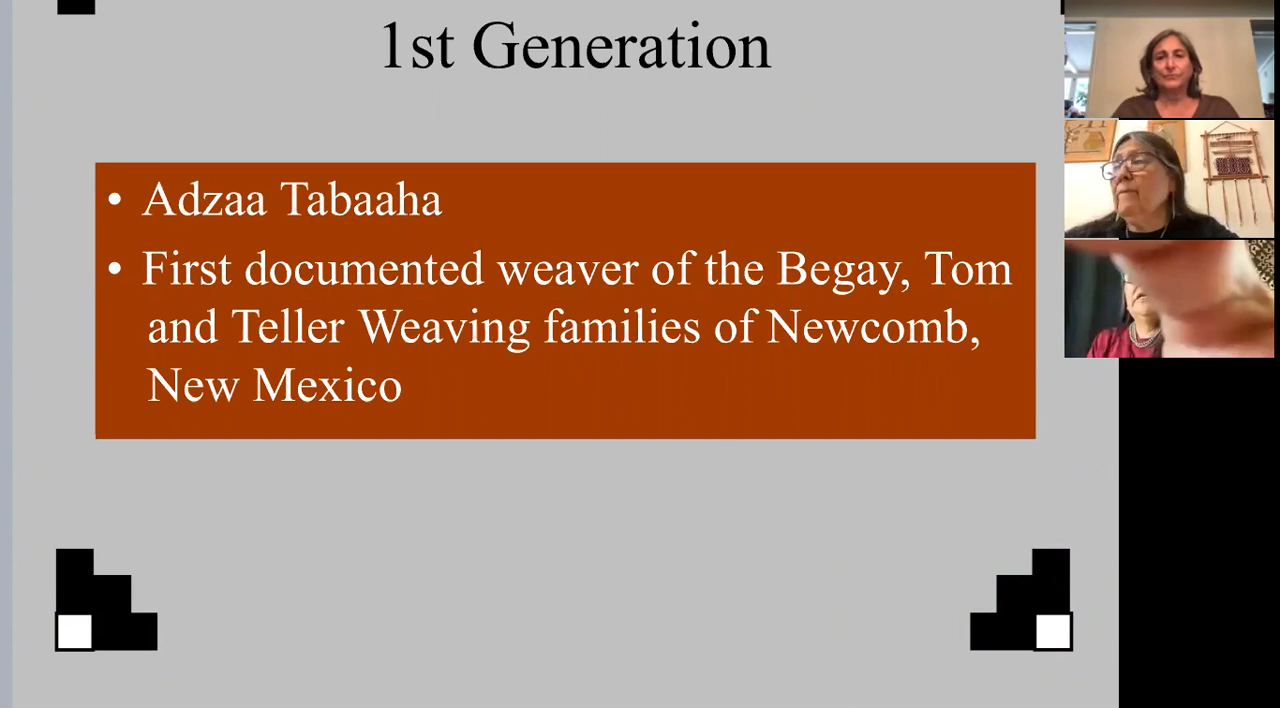 1st Generation
• Adzaa Tabaaha
• First documented weaver of the Begay, Tom
and Teller Weaving families of Newcomb,
New Mexico